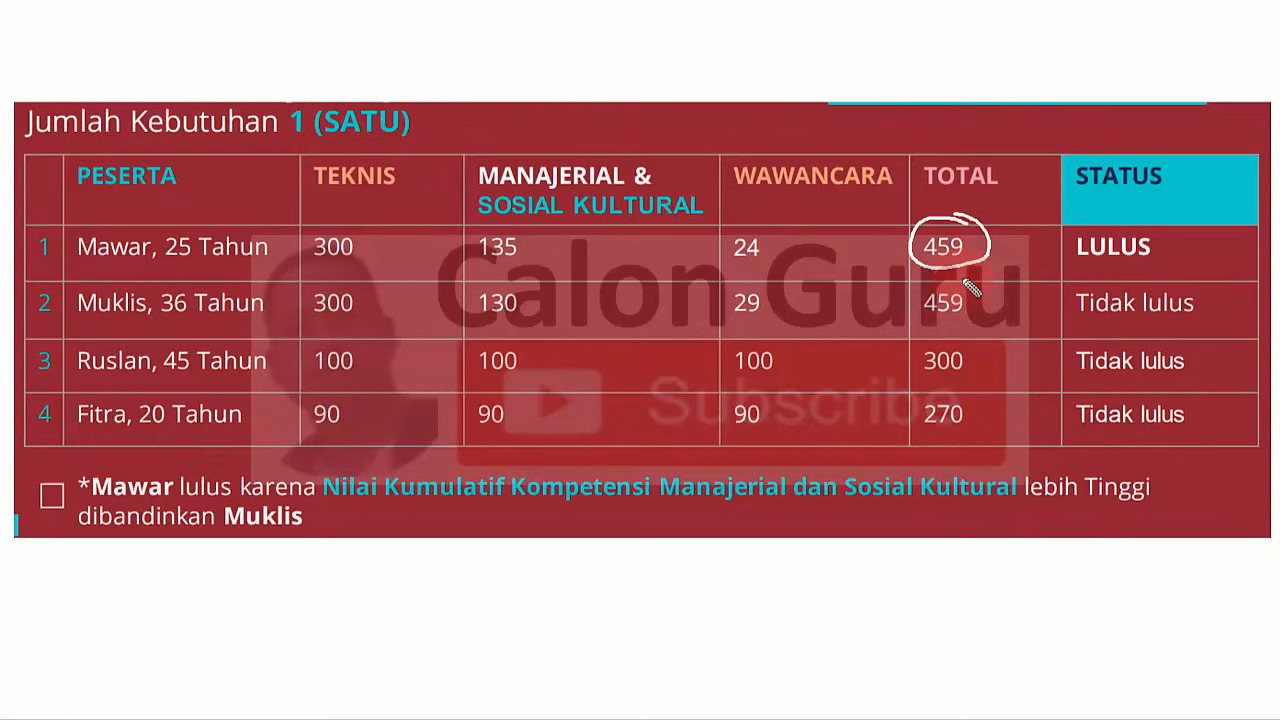 Jumlah Kebutuhan 1 (SATU)
PESERTA TEKNIS MANAJERIAL & SOSIAL KULTURAL WAWANCARA TOTAL STATUS
1 Mawar, 25 Tahun 300 135 24 459 LULUS
2 Muklis, 36 Tahun 300 130 29 459 Tidak lulus
3 Ruslan, 45 Tahun 100 100 100 300 Tidak lulus
4 Fitra, 20 Tahun 90 90 90 270 Tidak lulus
Calon Guru
Subscribe
*Mawar lulus karena Nilai Kumulatif Kompetensi Manajerial dan Sosial Kultural lebih Tinggi
dibandinkan Muklis